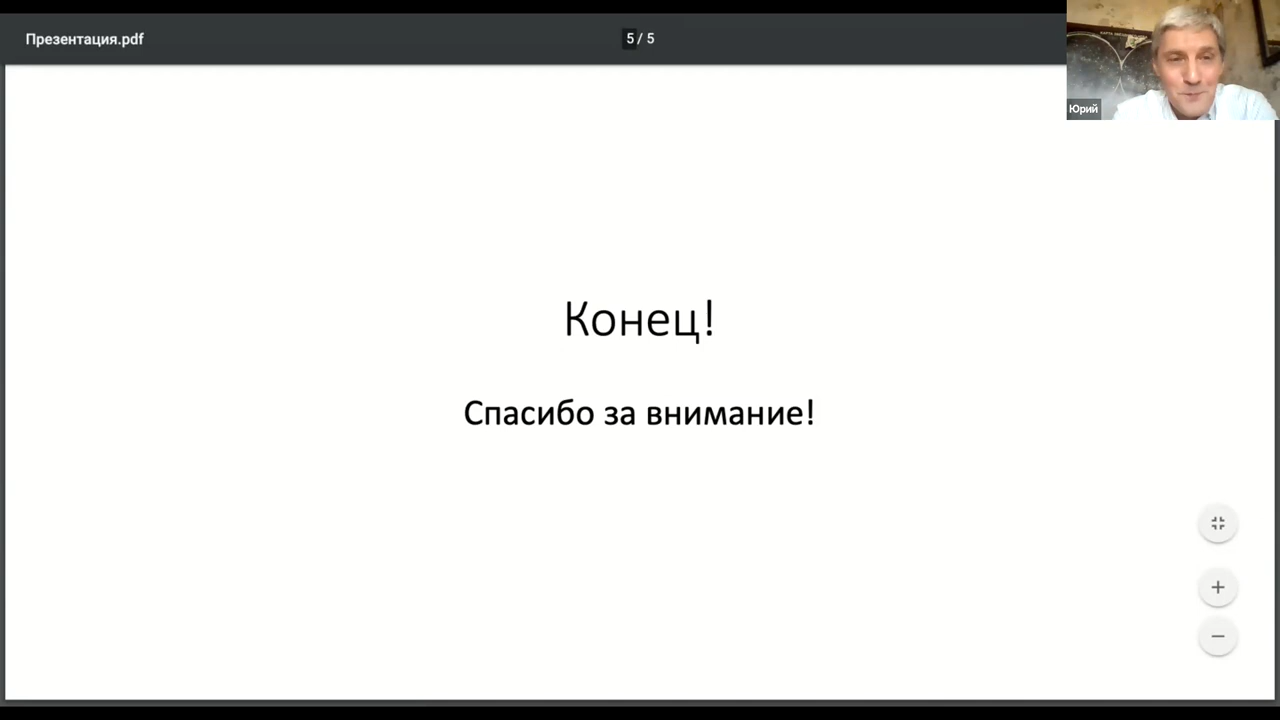 Презентация.pdf
5 / 5
Юрий
Конец!
Спасибо за внимание!